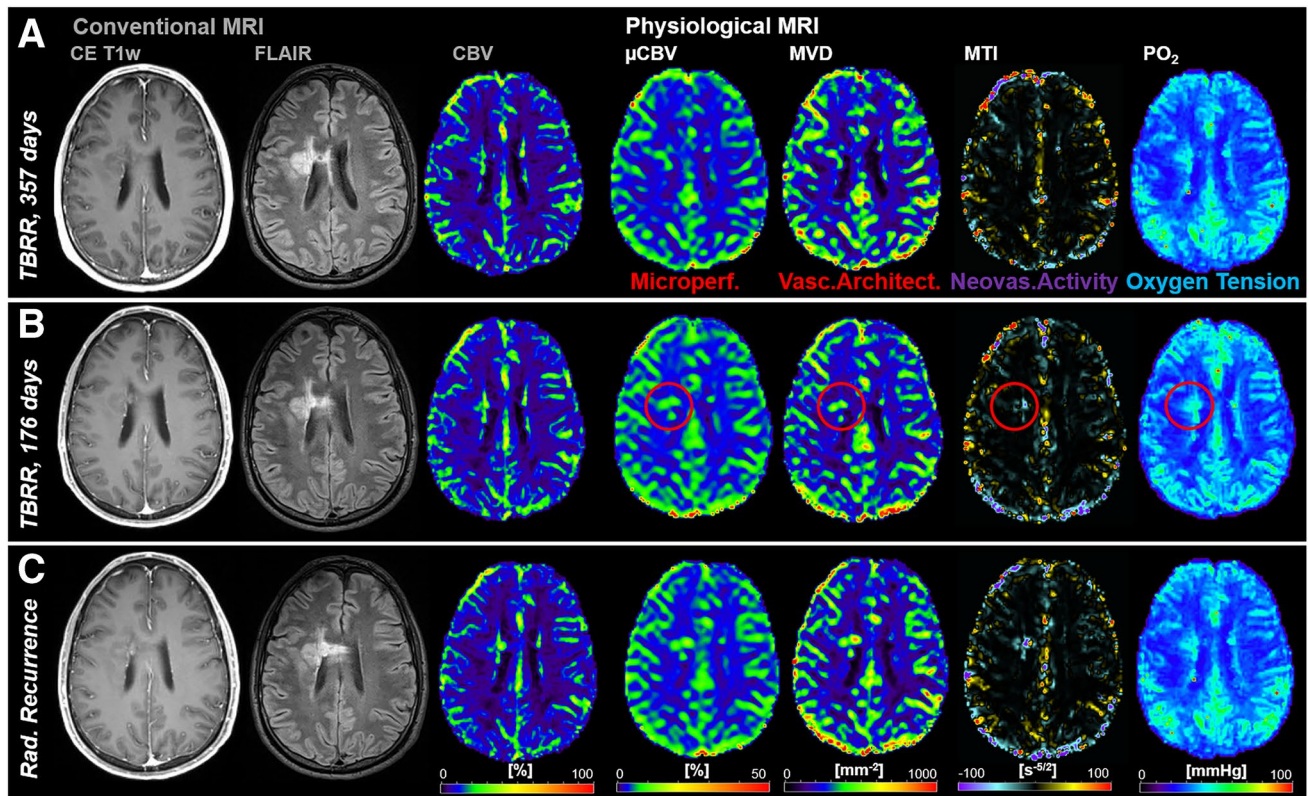 A
Conventional MRI
Physiological MRI
CE T1w
FLAIR
CBV
µCBV
MVD
MTI
PO₂
TBRR, 357 days
Microperf.
Vasc.Architect.
Neovas.Activity
Oxygen Tension
B
TBRR, 176 days
C
Rad. Recurrence
0 [%] 100
0 [%] 50
0 [mm⁻²] 1000
-100 [s⁻⁵/²] 100
0 [mmHg] 100